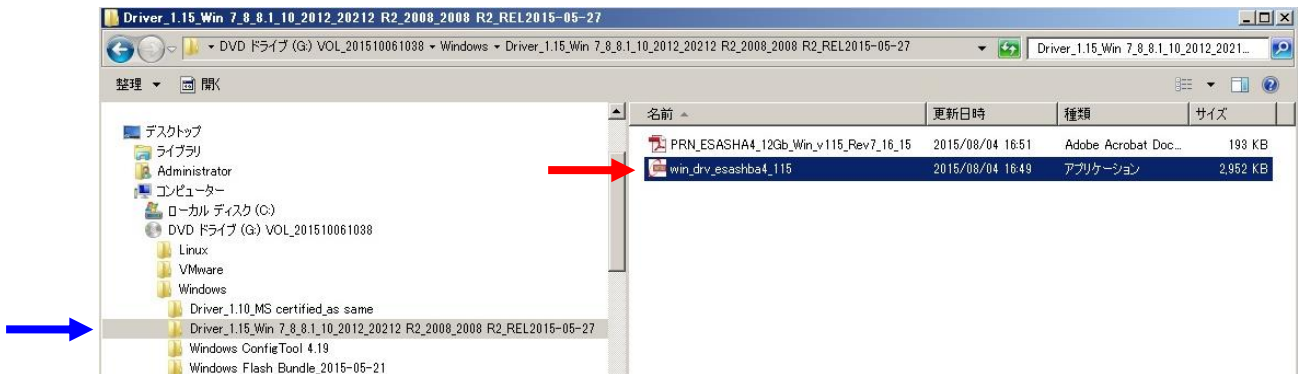 Driver_1.15_Win 7_8_8.1_10_2012_20212 R2_2008_2008 R2_REL2015-05-27
DVD ドライブ (G:) VOL_201510061038 Windows Driver_1.15_Win 7_8_8.1_10_2012_20212 R2_2008_2008 R2_REL2015-05-27
Driver_1.15_Win 7_8_8.1_10_2012_2021...
整理 開く
デスクトップ
ライブラリ
Administrator
コンピューター
ローカル ディスク (C:)
DVD ドライブ (G:) VOL_201510061038
Linux
VMware
Windows
Driver_1.10_MS certified_as same
Driver_1.15_Win 7_8_8.1_10_2012_20212 R2_2008_2008 R2_REL2015-05-27
Windows ConfigTool 4.19
Windows Flash Bundle_2015-05-21
名前 更新日時 種類 サイズ
PRN_ESASHA4_12Gb_Win_v115_Rev7_16_15 2015/08/04 16:51 Adobe Acrobat Doc... 193 KB
win_drv_esashba4_115 2015/08/04 16:49 アプリケーション 2,952 KB